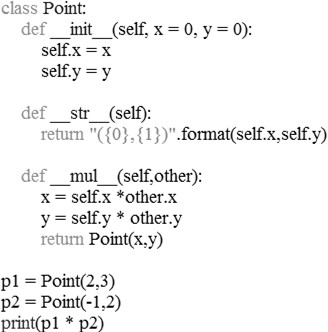 class Point:
    def __init__(self, x = 0, y = 0):
        self.x = x
        self.y = y

    def __str__(self):
        return "({0},{1})".format(self.x,self.y)

    def __mul__(self,other):
        x = self.x *other.x
        y = self.y * other.y
        return Point(x,y)

p1 = Point(2,3)
p2 = Point(-1,2)
print(p1 * p2)